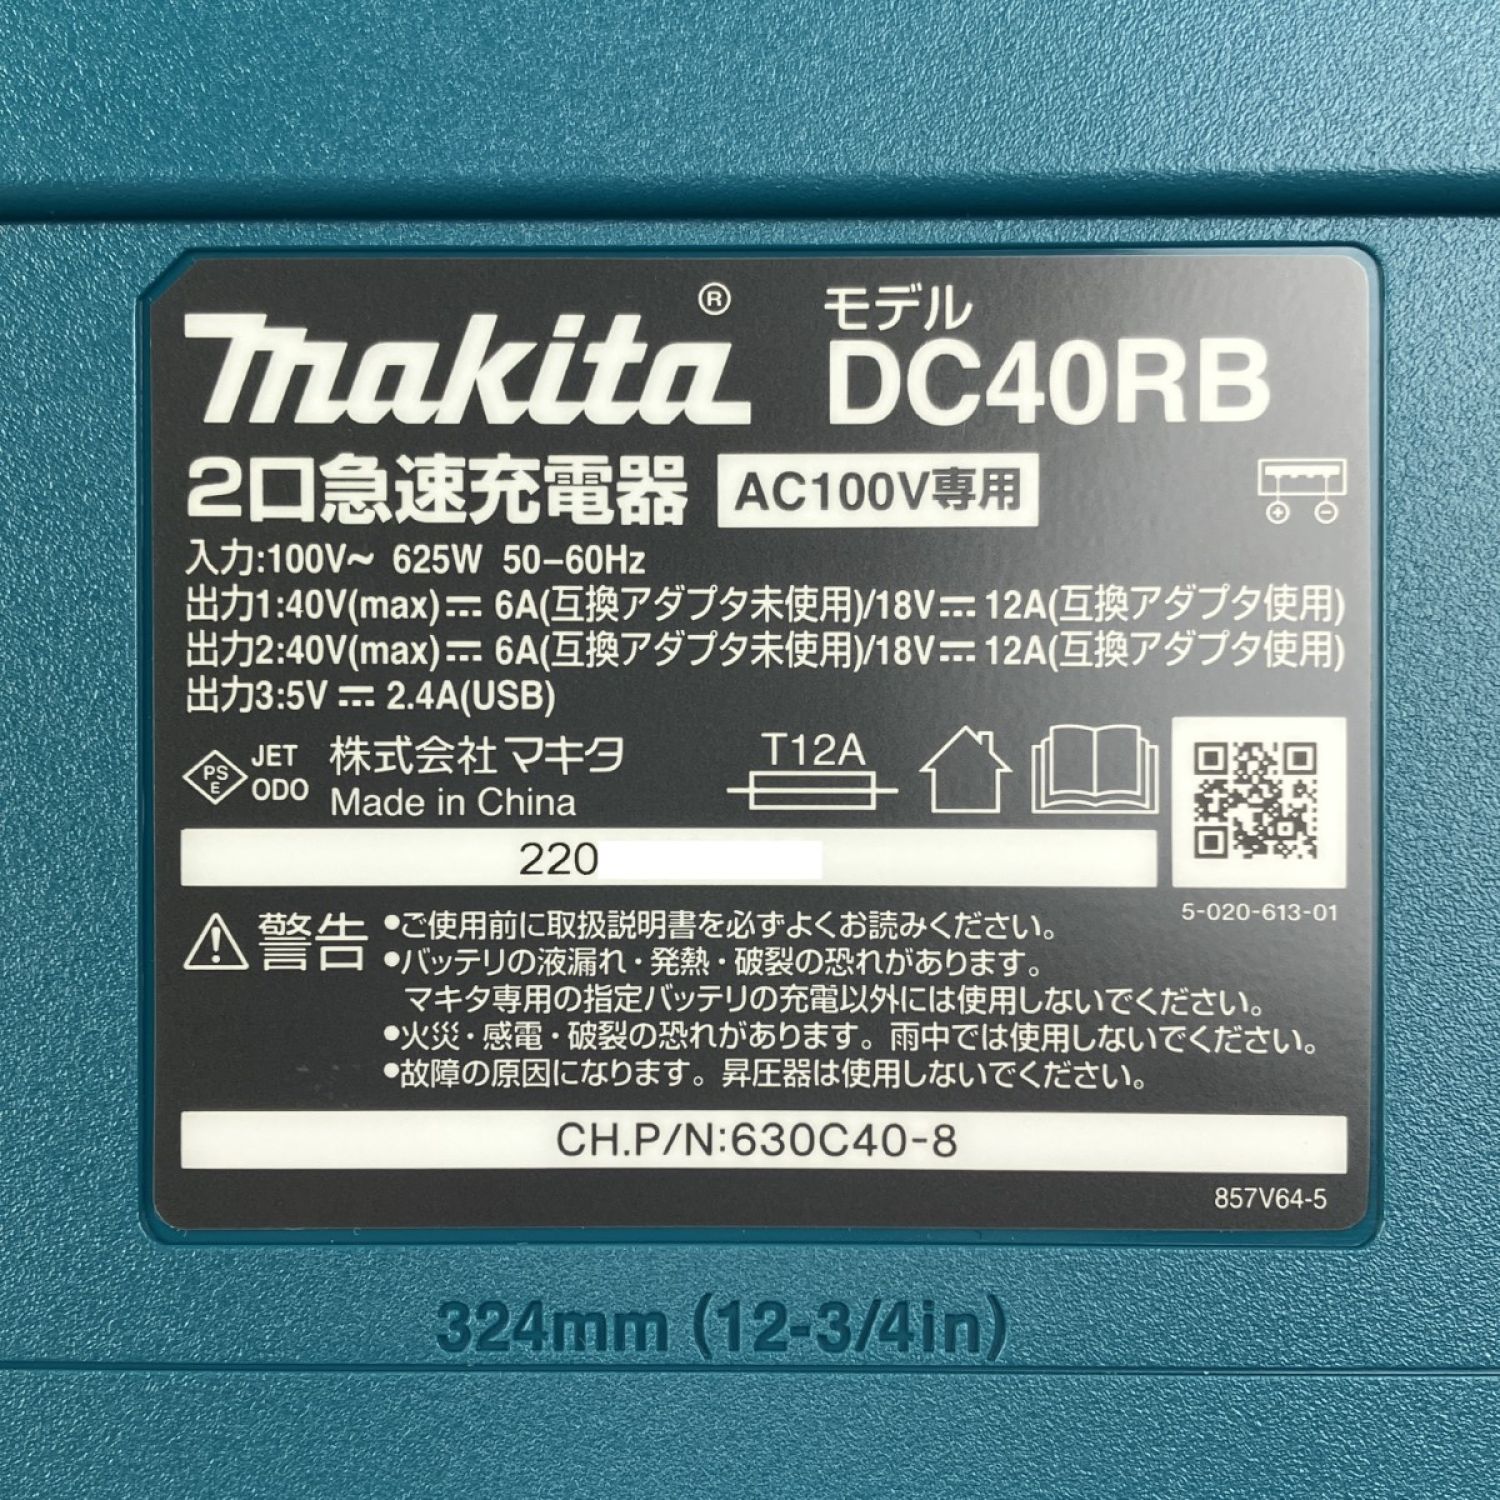 makita®
モデル
DC40RB
2口急速充電器 AC100V専用
入力:100V～ 625W 50–60Hz
出力1:40V(max)⎓ 6A(互換アダプタ未使用)/18V⎓ 12A(互換アダプタ使用)
出力2:40V(max)⎓ 6A(互換アダプタ未使用)/18V⎓ 12A(互換アダプタ使用)
出力3:5V⎓ 2.4A(USB)
PS E
JET
ODO
株式会社 マキタ
Made in China
T12A
220
5-020-613-01
警告
•ご使用前に取扱説明書を必ずよくお読みください。
•バッテリの液漏れ・発熱・破裂の恐れがあります。
マキタ専用の指定バッテリの充電以外には使用しないでください。
•火災・感電・破裂の恐れがあります。雨中では使用しないでください。
•故障の原因になります。昇圧器は使用しないでください。
CH.P/N:630C40-8
857V64-5
324mm (12-3/4in)